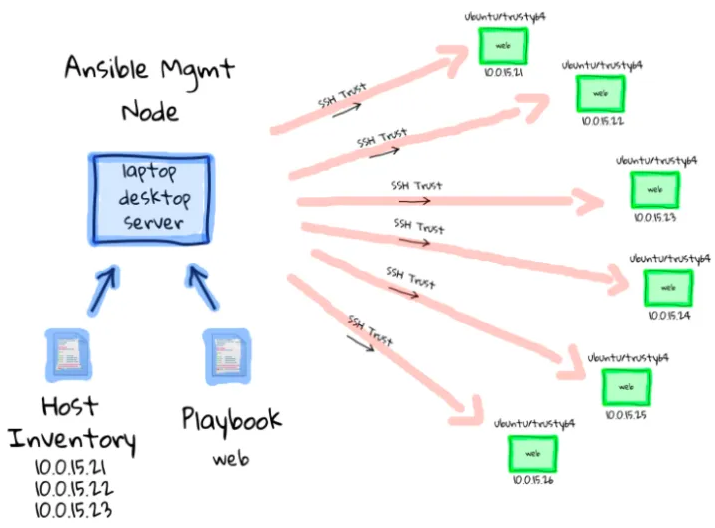 Ansible Mgmt
Node
laptop
desktop
server
Host
Inventory
10.0.15.21
10.0.15.22
10.0.15.23
Playbook
web
SSH Trust
SSH Trust
SSH Trust
SSH Trust
SSH Trust
SSH Trust
ubuntu/trusty64
web
10.0.15.21
ubuntu/trusty64
web
10.0.15.22
ubuntu/trusty64
web
10.0.15.23
ubuntu/trusty64
web
10.0.15.24
ubuntu/trusty64
web
10.0.15.25
ubuntu/trusty64
web
10.0.15.26